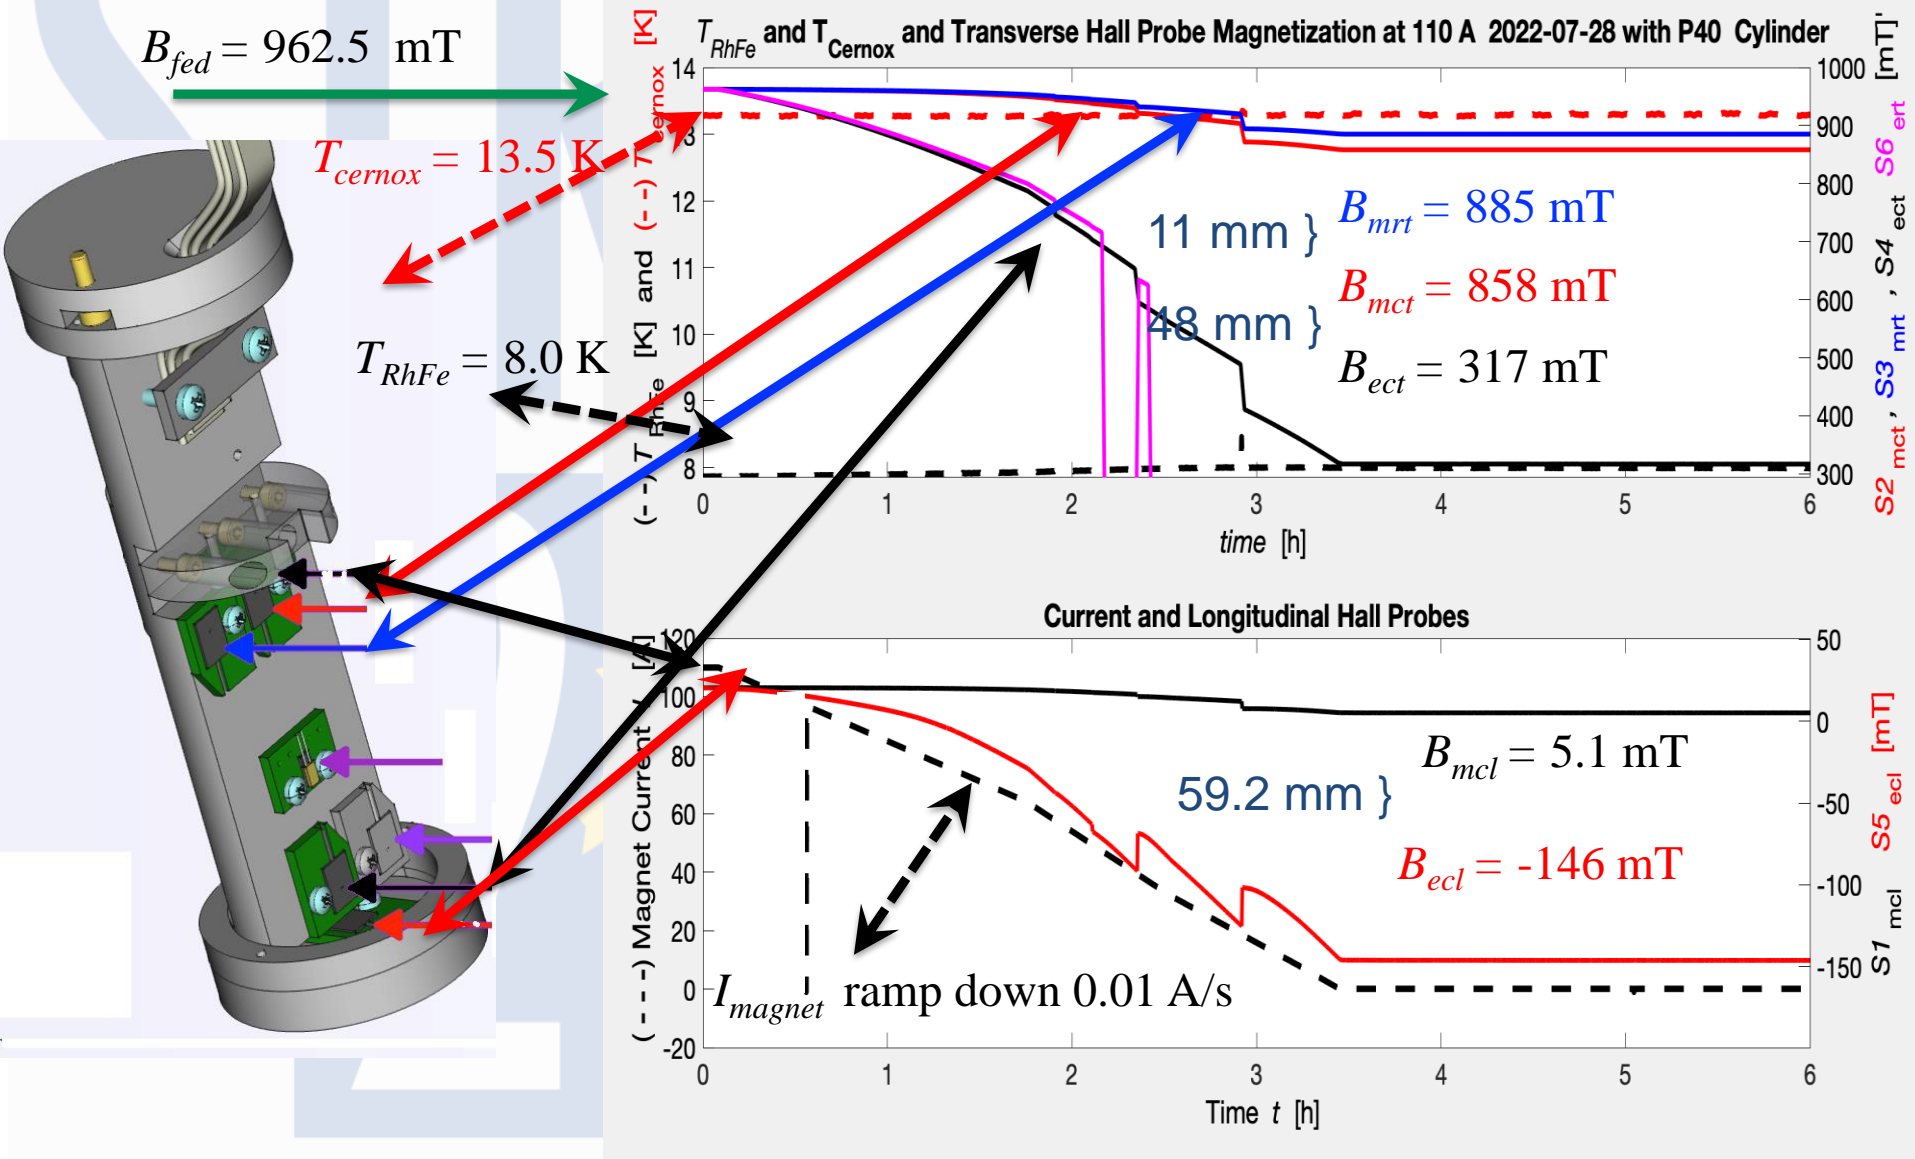 B_fed = 962.5 mT
T_cernox = 13.5 K
T_RhFe = 8.0 K
T_RhFe and T_Cernox and Transverse Hall Probe Magnetization at 110 A 2022-07-28 with P40 Cylinder
(- -) T_RhFe [K] and (- -) T_cernox [K]
14
13
12
11
10
9
8
1000
900
800
700
600
500
400
300
S2 mct, S3 mrt, S4 ect S6 ert [mT]'
11 mm } B_mrt = 885 mT
B_mct = 858 mT
48 mm }
B_ect = 317 mT
0 1 2 3 4 5 6
time [h]
Current and Longitudinal Hall Probes
(- - -) Magnet Current I [A]
120
100
80
60
40
20
0
-20
50
0
-50
-100
-150
S1 mcl S5 ecl [mT]
B_mcl = 5.1 mT
59.2 mm }
B_ecl = -146 mT
I_magnet ramp down 0.01 A/s
0 1 2 3 4 5 6
Time t [h]